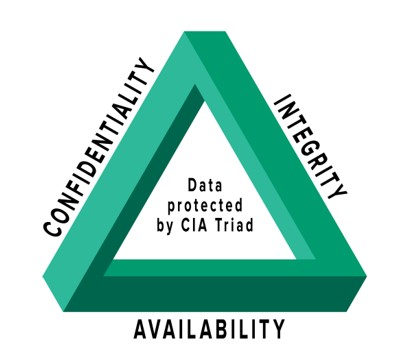 CONFIDENTIALITY
INTEGRITY
Data
protected
by CIA Triad
AVAILABILITY